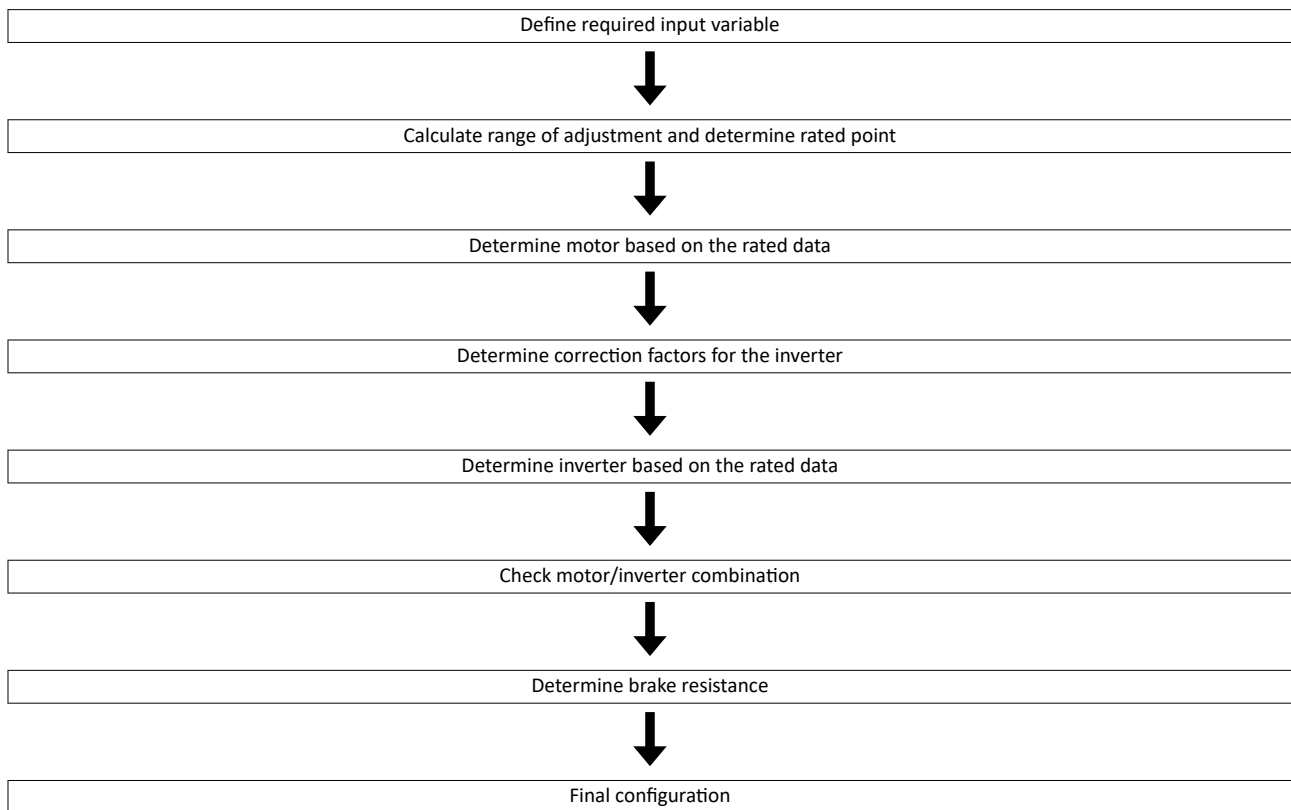 Define required input variable
Calculate range of adjustment and determine rated point
Determine motor based on the rated data
Determine correction factors for the inverter
Determine inverter based on the rated data
Check motor/inverter combination
Determine brake resistance
Final configuration